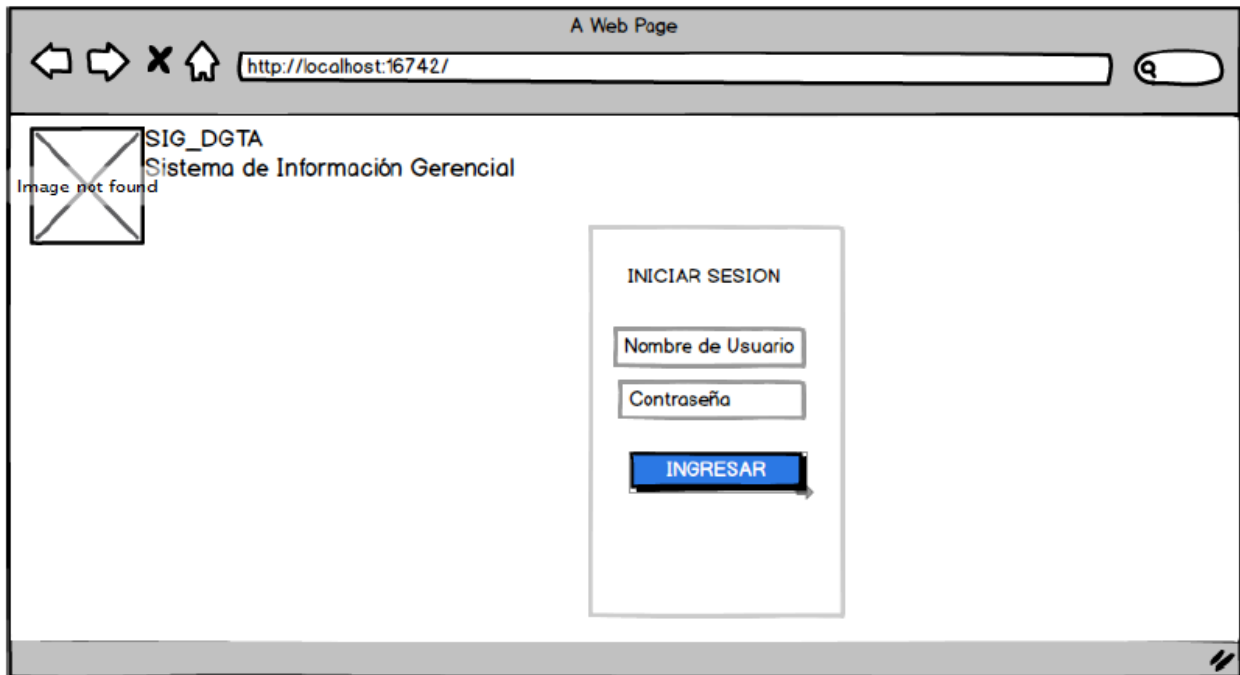 A Web Page
http://localhost:16742/
SIG_DGTA
Sistema de Información Gerencial
Image not found
INICIAR SESION
Nombre de Usuario
Contraseña
INGRESAR